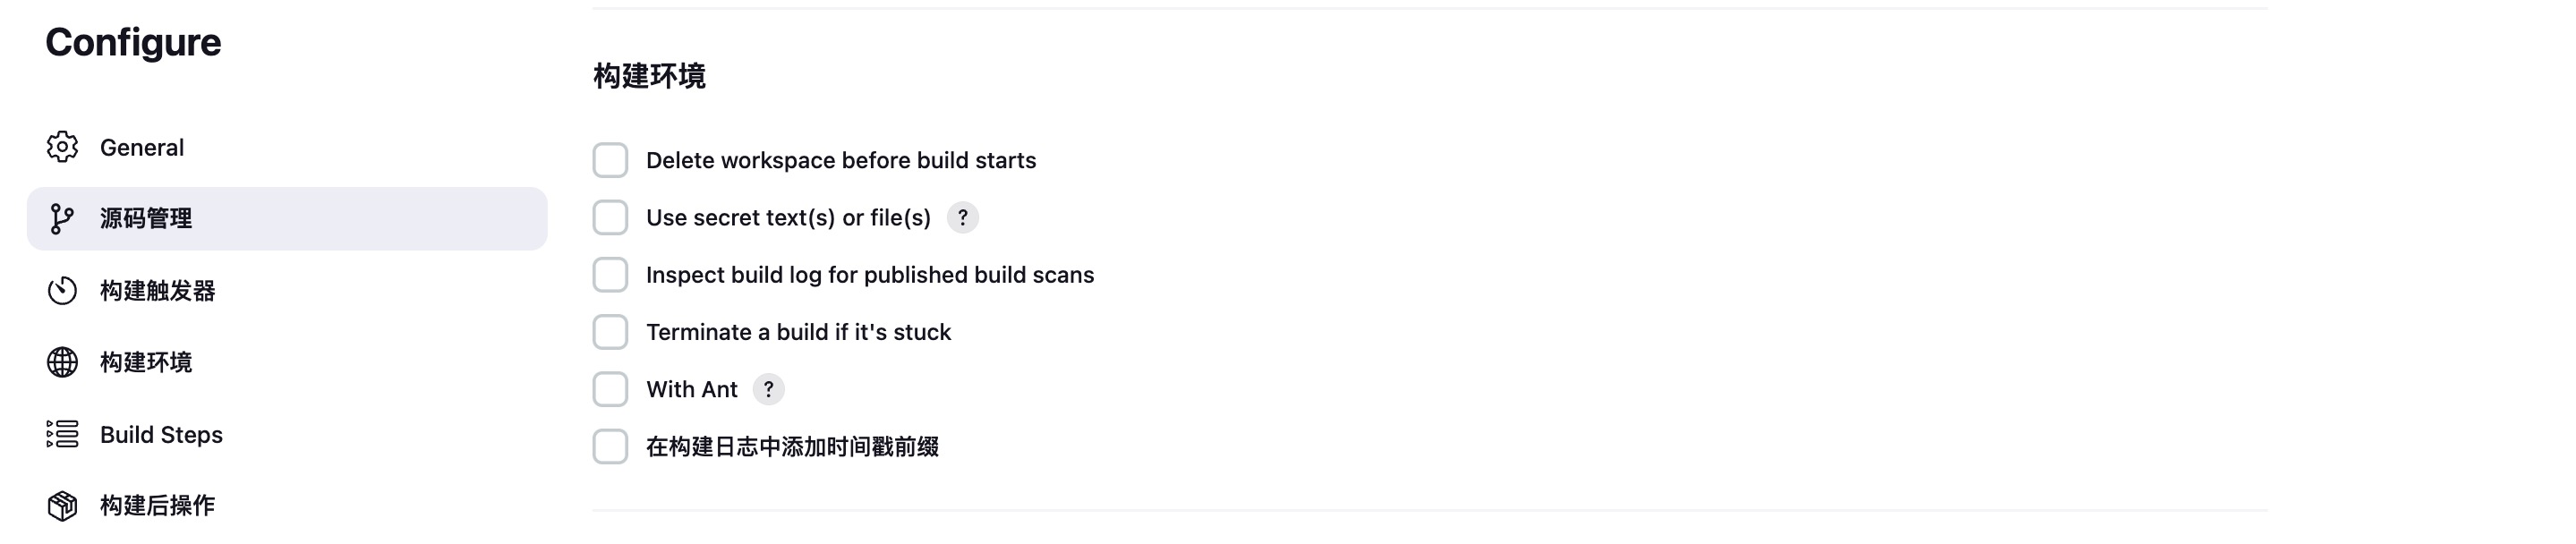 Configure
General
源码管理
构建触发器
构建环境
Build Steps
构建后操作
构建环境
Delete workspace before build starts
Use secret text(s) or file(s) ?
Inspect build log for published build scans
Terminate a build if it's stuck
With Ant ?
在构建日志中添加时间戳前缀